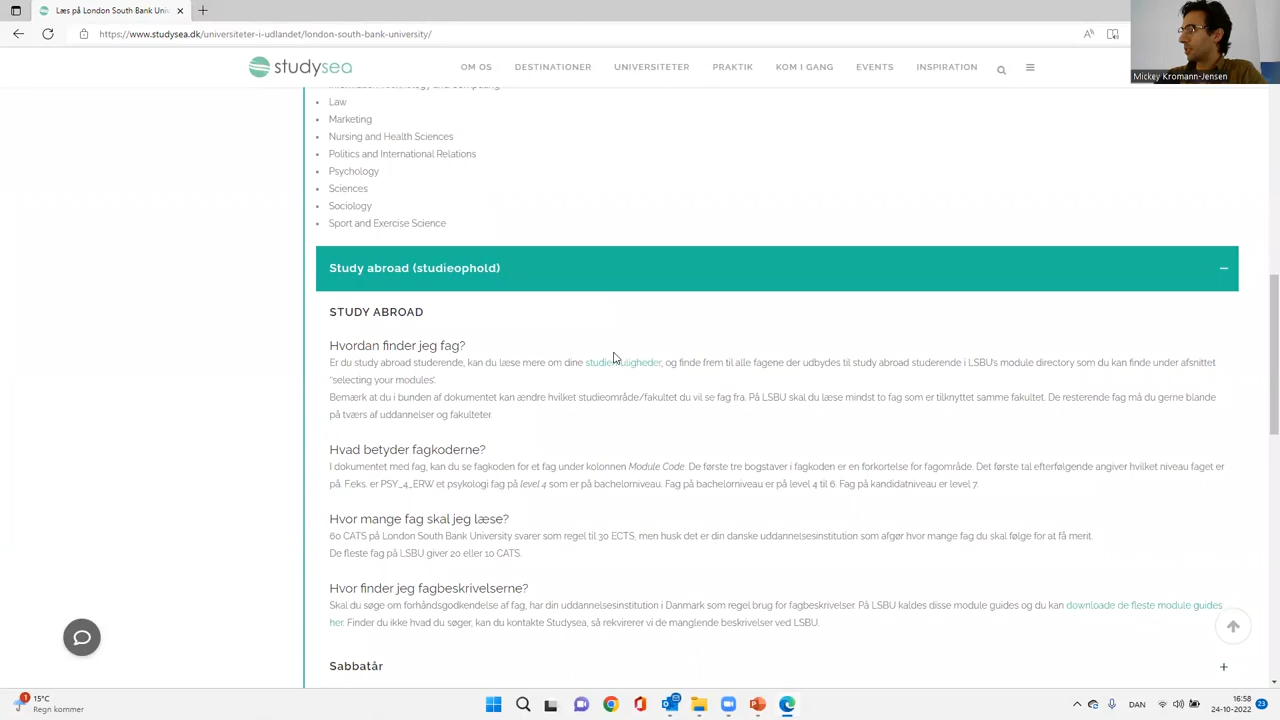 Læs på London South Bank Uni
https://www.studysea.dk/universiteter-i-udlandet/london-south-bank-university/
Mickey Kromann-Jensen
studysea
OM OS DESTINATIONER UNIVERSITETER PRAKTIK KOM I GANG EVENTS INSPIRATION
Information Technology and Computing
Law
Marketing
Nursing and Health Sciences
Politics and International Relations
Psychology
Sciences
Sociology
Sport and Exercise Science
Study abroad (studieophold)
STUDY ABROAD
Hvordan finder jeg fag?
Er du study abroad studerende, kan du læse mere om dine studiemuligheder, og finde frem til alle fagene der udbydes til study abroad studerende i LSBU's module directory som du kan finde under afsnittet
"selecting your modules".
Bemærk at du i bunden af dokumentet kan ændre hvilket studieområde/fakultet du vil se fag fra. På LSBU skal du læse mindst to fag som er tilknyttet samme fakultet. De resterende fag må du gerne blande
på tværs af uddannelser og fakulteter.
Hvad betyder fagkoderne?
I dokumentet med fag, kan du se fagkoden for et fag under kolonnen Module Code. De første tre bogstaver i fagkoden er en forkortelse for fagområde. Det første tal efterfølgende angiver hvilket niveau faget er
på. F.eks. er PSY_4_ERW et psykologi fag på level 4 som er på bachelorniveau. Fag på bachelorniveau er på level 4 til 6. Fag på kandidatniveau er level 7.
Hvor mange fag skal jeg læse?
60 CATS på London South Bank University svarer som regel til 30 ECTS, men husk det er din danske uddannelsesinstitution som afgør hvor mange fag du skal følge for at få merit.
De fleste fag på LSBU giver 20 eller 10 CATS.
Hvor finder jeg fagbeskrivelserne?
Skal du søge om forhåndsgodkendelse af fag, har din uddannelsesinstitution i Danmark som regel brug for fagbeskrivelser. På LSBU kaldes disse module guides og du kan downloade de fleste module guides
her. Finder du ikke hvad du søger, kan du kontakte Studysea, så rekvirerer vi de manglende beskrivelser ved LSBU.
Sabbatår
1 15°C
Regn kommer
DAN
16:58
24-10-2022
23